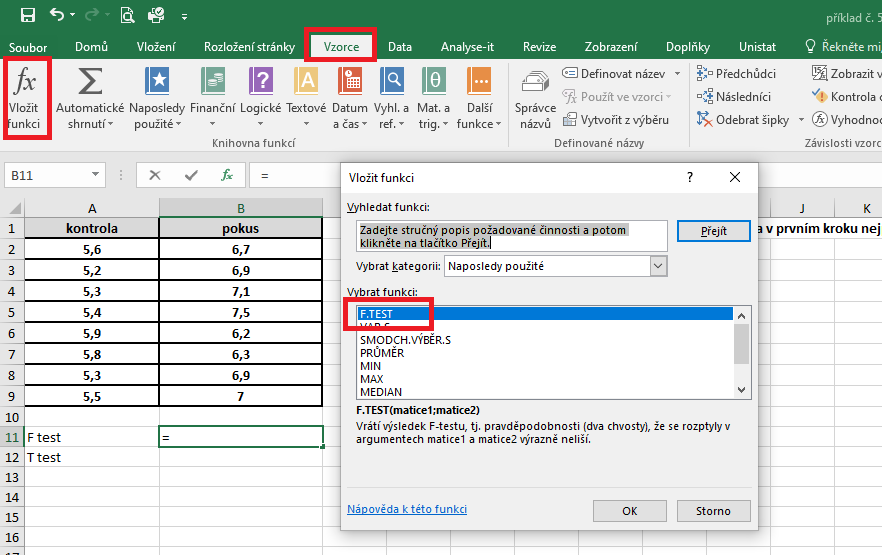 příklad č. 5
Soubor Domů Vložení Rozložení stránky Vzorce Data Analyse-it Revize Zobrazení Doplňky Unistat Řekněte mi
fx
Vložit
funkci
Σ
Automatické
shrnutí
Naposledy
použité
Finanční
Logické
?
Textové
A
Datum
a čas
Vyhl. a
ref.
Mat. a
trig.
θ
Další
funkce
Knihovna funkcí
Správce
názvů
Definovat název
Použít ve vzorci
Vytvořit z výběru
Definované názvy
Předchůdci
Následníci
Odebrat šipky
Zobrazit v
Kontrola
Vyhodno
Závislosti vzorc
B11
fx
=
A B J K
1 kontrola pokus a v prvním kroku nej
2 5,6 6,7
3 5,2 6,9
4 5,3 7,1
5 5,4 7,5
6 5,9 6,2
7 5,8 6,3
8 5,3 6,9
9 5,5 7
10
11 F test =
12 T test
13
14
15
16
17
Vložit funkci ?
Vyhledat funkci:
Zadejte stručný popis požadované činnosti a potom
klikněte na tlačítko Přejít.
Přejít
Vybrat kategorii: Naposledy použité
Vybrat funkci:
F.TEST
VAR.S
SMODCH.VÝBĚR.S
PRŮMĚR
MIN
MAX
MEDIAN
F.TEST(matice1;matice2)
Vrátí výsledek F-testu, tj. pravděpodobnosti (dva chvosty), že se rozptyly v
argumentech matice1 a matice2 výrazně neliší.
Nápověda k této funkci
OK
Storno